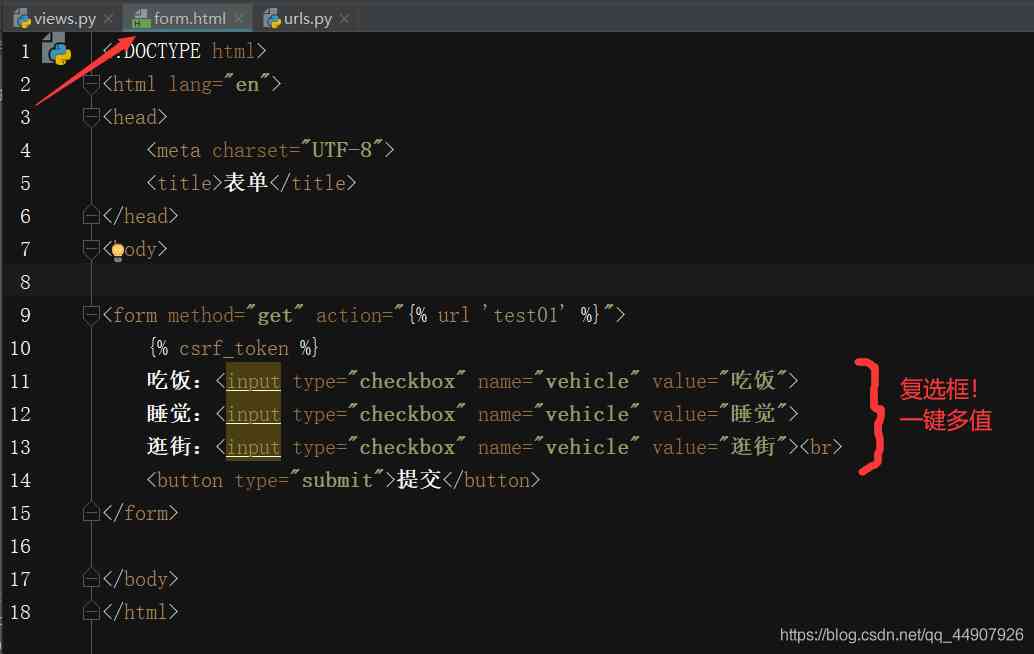 views.py form.html urls.py
1 <!DOCTYPE html>
2 <html lang="en">
3 <head>
4 <meta charset="UTF-8">
5 <title>表单</title>
6 </head>
7 <body>
8
9 <form method="get" action="{% url 'test01' %}">
10 {% csrf_token %}
11 吃饭：<input type="checkbox" name="vehicle" value="吃饭">
12 睡觉：<input type="checkbox" name="vehicle" value="睡觉">
13 逛街：<input type="checkbox" name="vehicle" value="逛街"><br>
复选框！
一键多值
14 <button type="submit">提交</button>
15 </form>
16
17 </body>
18 </html>
https://blog.csdn.net/qq_44907926